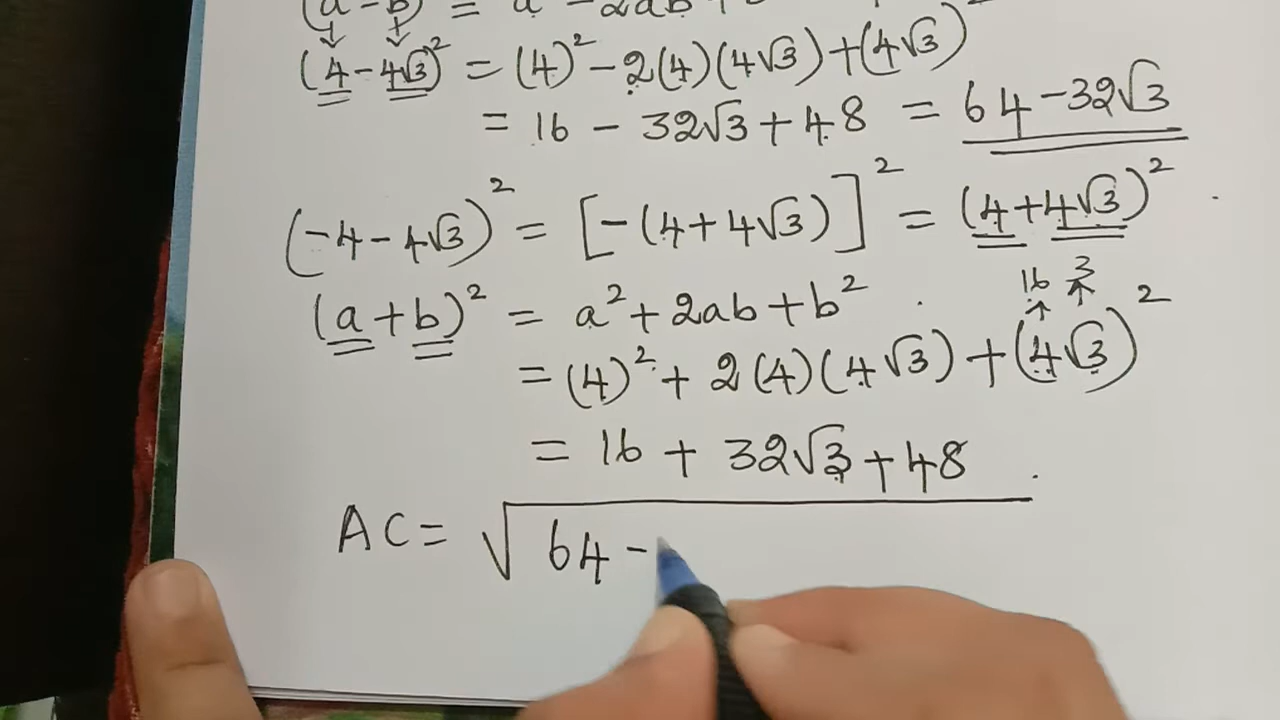 (a - b) = a - 2ab +
(4 - 4√3)² = (4)² - 2(4)(4√3) + (4√3)²
= 16 - 32√3 + 48 = 64 - 32√3
(-4 - 4√3)² = [-(4 + 4√3)]² = (4 + 4√3)²
(a + b)² = a² + 2ab + b²
16 3
= (4)² + 2(4)(4√3) + (4√3)²
= 16 + 32√3 + 48
AC = √64 -